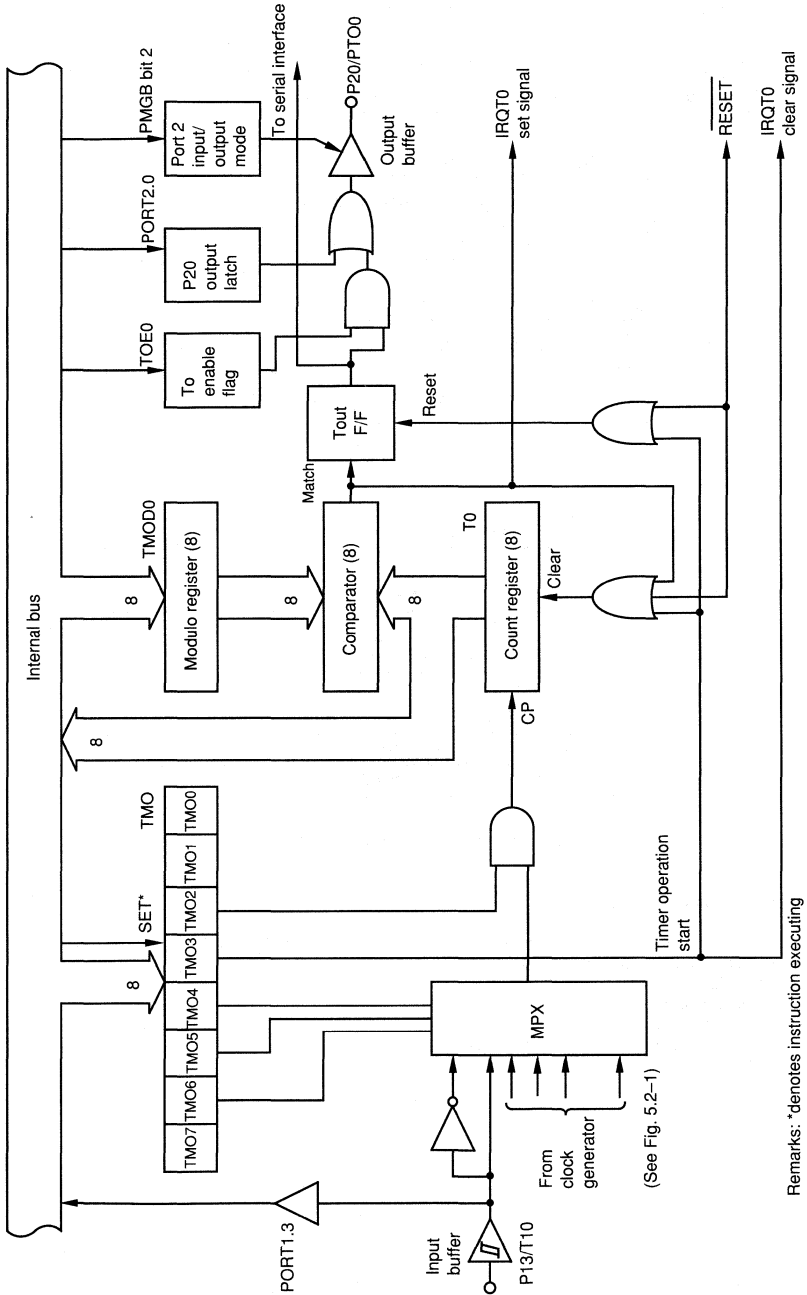 Internal bus
8
SET*
TMO
TMO7
TMO6
TMO5
TMO4
TMO3
TMO2
TMO1
TMO0
8
8
TMOD0
Modulo register (8)
8
Comparator (8)
8
Match
T0
Count register (8)
Clear
CP
TOE0
To
enable
flag
PORT2.0
P20
output
latch
PMGB bit 2
Port 2
input/
output
mode
To serial interface
P20/PTO0
Output
buffer
Tout
F/F
Reset
IRQT0
set signal
RESET
IRQT0
clear signal
PORT1.3
Input
buffer
P13/T10
MPX
From
clock
generator
(See Fig. 5.2–1)
Timer operation
start
Remarks: *denotes instruction executing